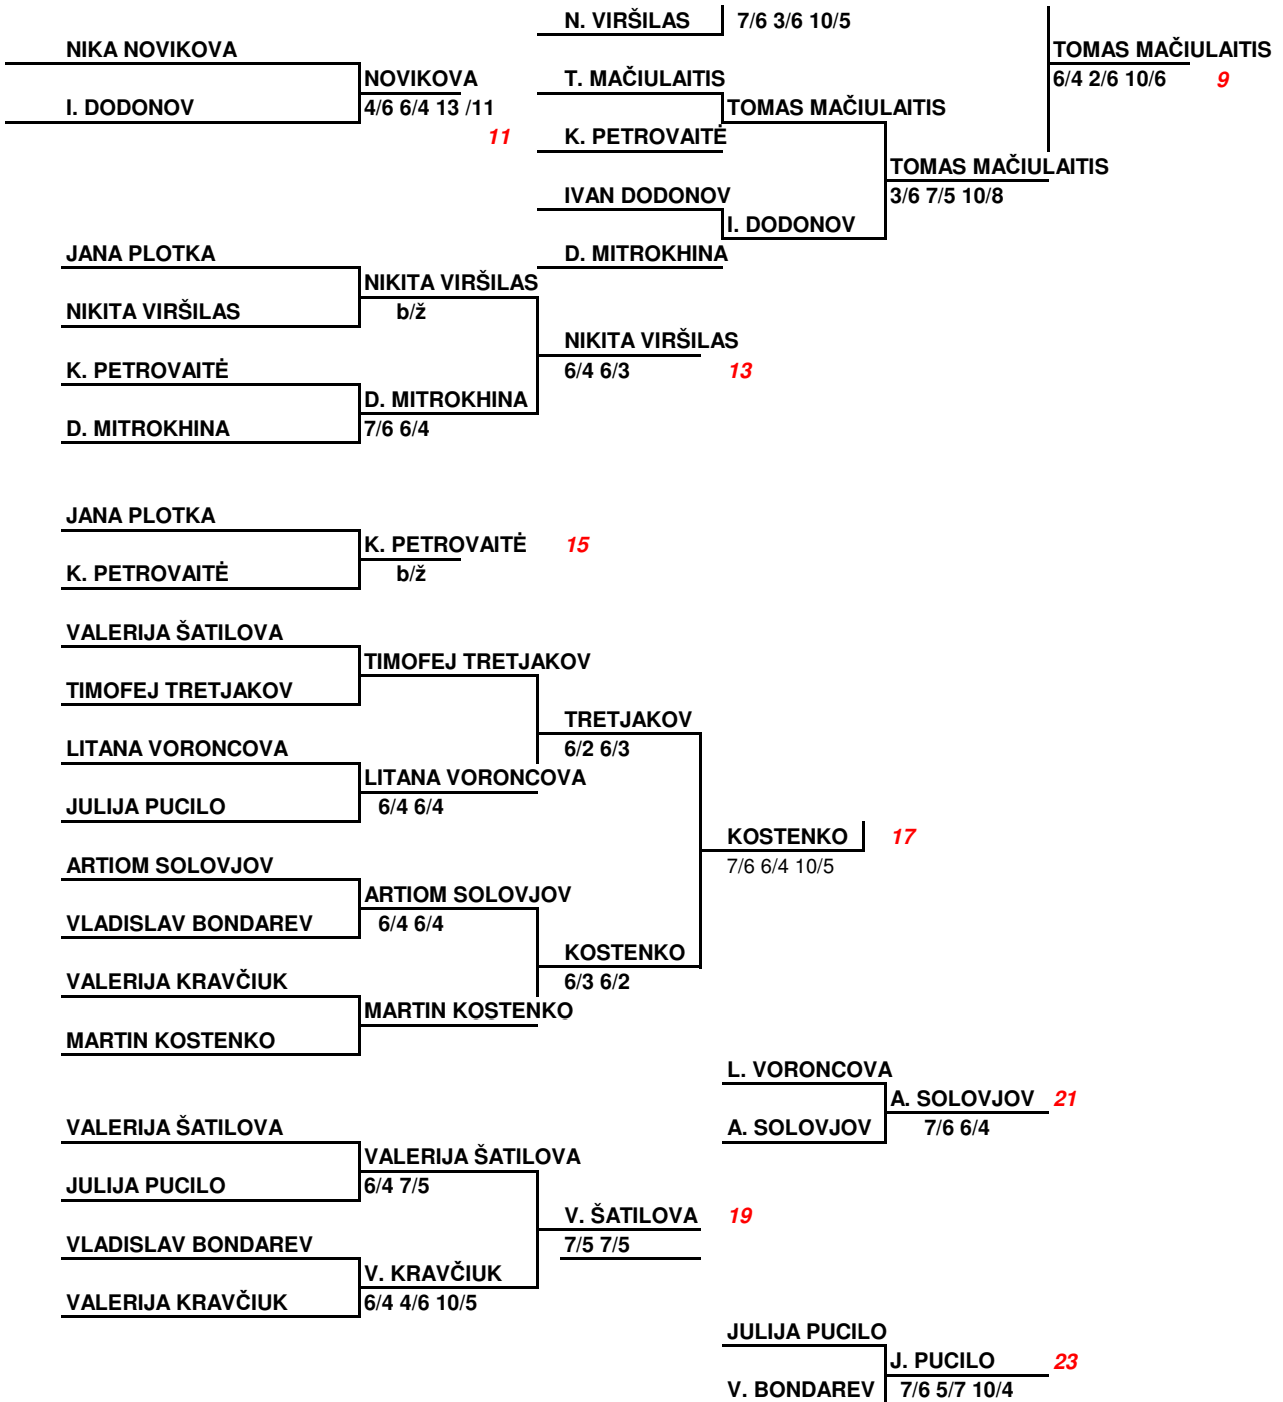 N. VIRŠILAS 7/6 3/6 10/5
NIKA NOVIKOVA TOMAS MAČIULAITIS
NOVIKOVA T. MAČIULAITIS 6/4 2/6 10/6 9
I. DODONOV 4/6 6/4 13 /11 TOMAS MAČIULAITIS
11 K. PETROVAITĖ
TOMAS MAČIULAITIS
IVAN DODONOV 3/6 7/5 10/8
I. DODONOV
JANA PLOTKA D. MITROKHINA
NIKITA VIRŠILAS
NIKITA VIRŠILAS b/ž
NIKITA VIRŠILAS
K. PETROVAITĖ 6/4 6/3 13
D. MITROKHINA
D. MITROKHINA 7/6 6/4
JANA PLOTKA
K. PETROVAITĖ 15
K. PETROVAITĖ b/ž
VALERIJA ŠATILOVA
TIMOFEJ TRETJAKOV
TIMOFEJ TRETJAKOV
TRETJAKOV
LITANA VORONCOVA 6/2 6/3
LITANA VORONCOVA
JULIJA PUCILO 6/4 6/4
KOSTENKO 17
ARTIOM SOLOVJOV 7/6 6/4 10/5
ARTIOM SOLOVJOV
VLADISLAV BONDAREV 6/4 6/4
KOSTENKO
VALERIJA KRAVČIUK 6/3 6/2
MARTIN KOSTENKO
MARTIN KOSTENKO
L. VORONCOVA
A. SOLOVJOV 21
VALERIJA ŠATILOVA A. SOLOVJOV 7/6 6/4
VALERIJA ŠATILOVA
JULIJA PUCILO 6/4 7/5
V. ŠATILOVA 19
VLADISLAV BONDAREV 7/5 7/5
V. KRAVČIUK
VALERIJA KRAVČIUK 6/4 4/6 10/5
JULIJA PUCILO
J. PUCILO 23
V. BONDAREV 7/6 5/7 10/4